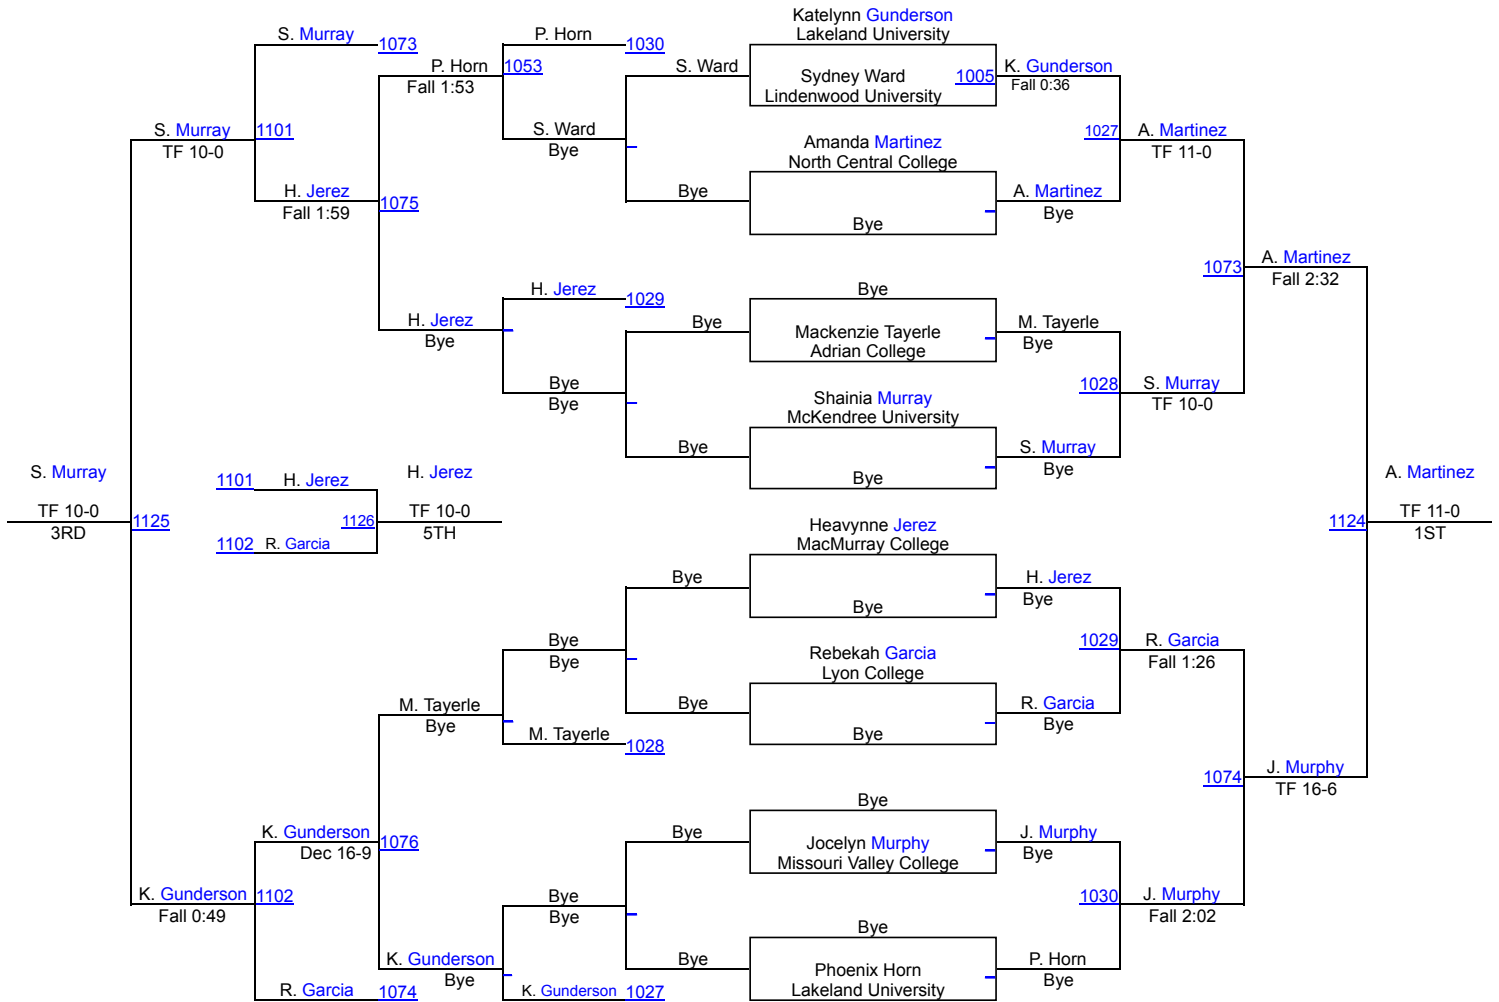 Katelynn Gunderson
Lakeland University
S. Murray
1073
P. Horn
1030
P. Horn
1053
Fall 1:53
S. Ward
Sydney Ward
Lindenwood University
1005
K. Gunderson
Fall 0:36
S. Murray
1101
TF 10-0
S. Ward
Bye
Amanda Martinez
North Central College
1027
A. Martinez
TF 11-0
H. Jerez
1075
Fall 1:59
Bye
Bye
A. Martinez
Bye
1073
A. Martinez
Fall 2:32
H. Jerez
1029
Bye
H. Jerez
Bye
Bye
Mackenzie Tayerle
Adrian College
M. Tayerle
Bye
Bye
Bye
Shainia Murray
McKendree University
1028
S. Murray
TF 10-0
Bye
Bye
S. Murray
Bye
S. Murray
1101
H. Jerez
H. Jerez
A. Martinez
TF 10-0
3RD
1125
1126
TF 10-0
5TH
1102
R. Garcia
Heavynne Jerez
MacMurray College
1124
TF 11-0
1ST
Bye
Bye
H. Jerez
Bye
Bye
Bye
Rebekah Garcia
Lyon College
1029
R. Garcia
Fall 1:26
M. Tayerle
Bye
Bye
Bye
R. Garcia
Bye
M. Tayerle
1028
1074
J. Murphy
TF 16-6
Bye
K. Gunderson
1076
Dec 16-9
Bye
Jocelyn Murphy
Missouri Valley College
J. Murphy
Bye
K. Gunderson
1102
Fall 0:49
Bye
Bye
1030
J. Murphy
Fall 2:02
Bye
K. Gunderson
Bye
Bye
Phoenix Horn
Lakeland University
P. Horn
Bye
R. Garcia
1074
K. Gunderson
1027